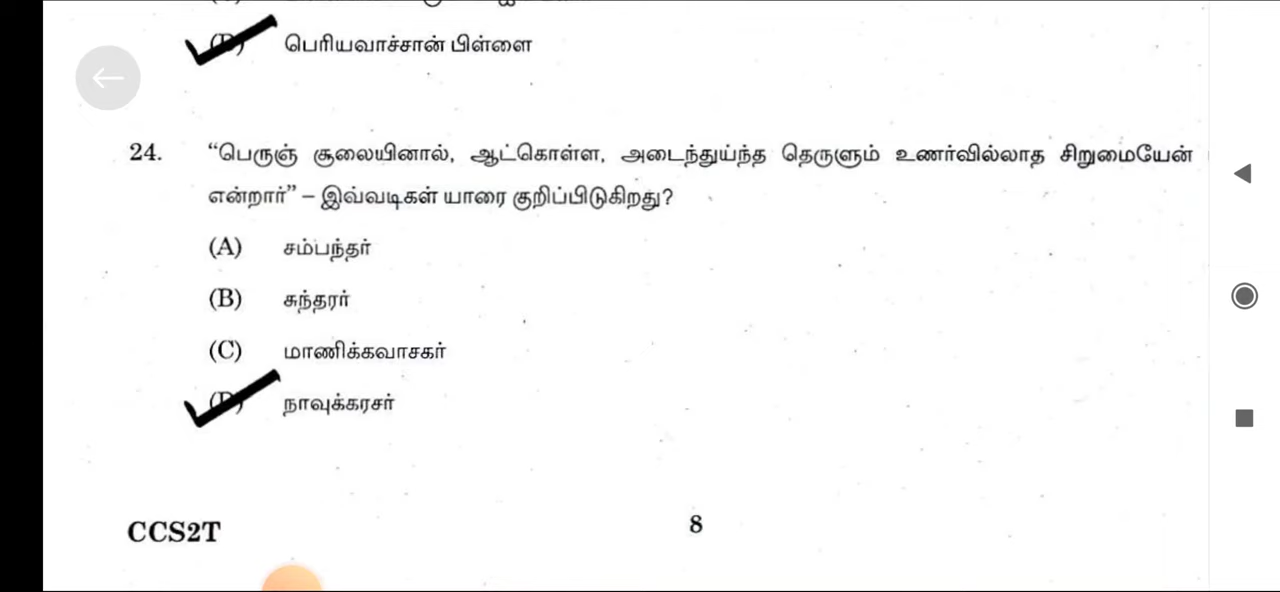 (D) பெரியவாச்சான் பிள்ளை
24. “பெருஞ் சூலையினால், ஆட்கொள்ள, அடைந்துய்ந்த தெருளும் உணர்வில்லாத சிறுமையேன்
என்றார்” – இவ்வடிகள் யாரை குறிப்பிடுகிறது?
(A) சம்பந்தர்
(B) சுந்தரர்
(C) மாணிக்கவாசகர்
(D) நாவுக்கரசர்
CCS2T 8